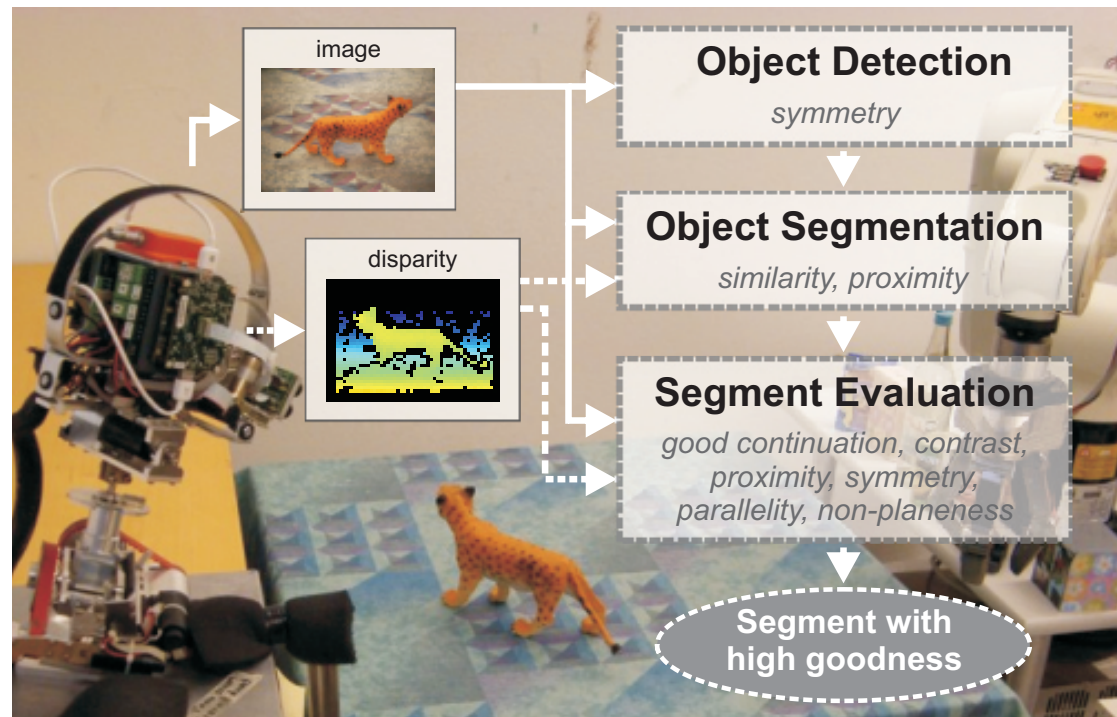 image
Object Detection
symmetry
Object Segmentation
similarity, proximity
disparity
Segment Evaluation
good continuation, contrast,
proximity, symmetry,
parallelity, non-planeness
Segment with
high goodness